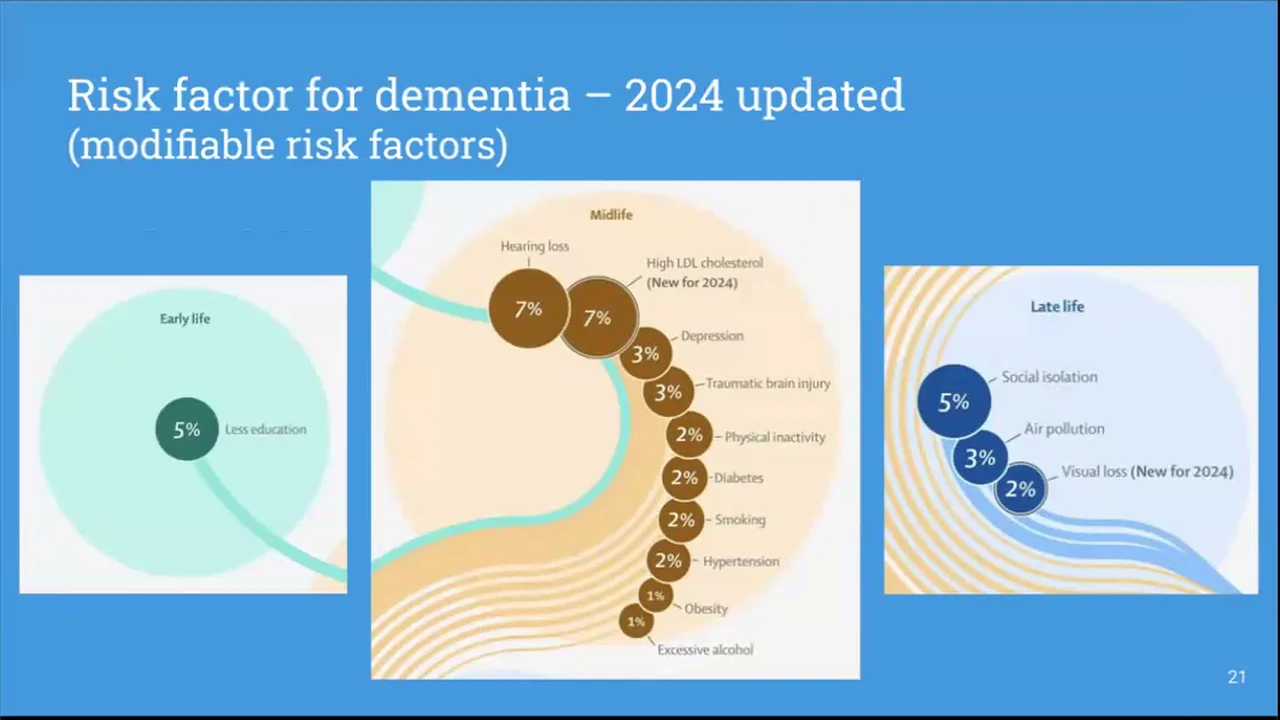 Risk factor for dementia – 2024 updated
(modifiable risk factors)
Early life
5%
Less education
Midlife
Hearing loss
7%
High LDL cholesterol
(New for 2024)
7%
Depression
3%
Traumatic brain injury
3%
Physical inactivity
2%
Diabetes
2%
Smoking
2%
Hypertension
2%
Obesity
1%
Excessive alcohol
1%
Late life
Social isolation
5%
Air pollution
3%
Visual loss (New for 2024)
2%
21